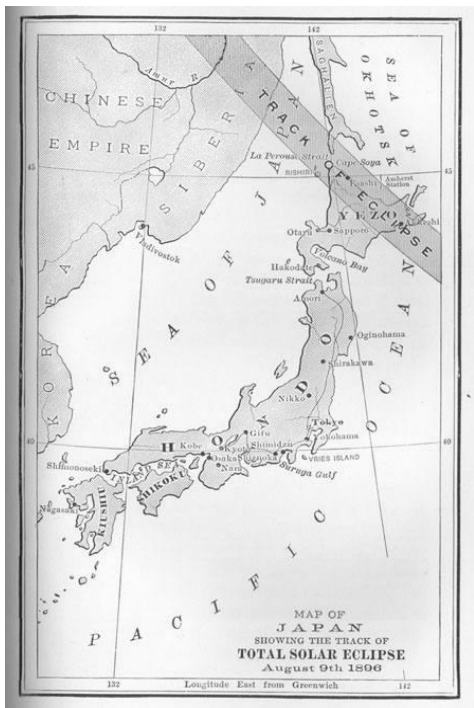 132
142
Amur R
CHINESE
EMPIRE
SIBERIA
SAGHALIEN
SEA OF
OKHOTSK
TRACK OF ECLIPSE
La Perouse Strait
Cape Soya
RISHIRI
Amherst
Station
45
45
YEZO
Otaru
Sapporo
Vladivostok
Volcano Bay
Hakodate
Tsugaru Strait
Amori
SEA OF JAPAN
KOREA
Oginohama
Shirakawa
Nikko
HONDO
Tokyo
Yokohama
Gifu
Kobe
Kyoto
Shimidzu
40
40
Osaka
Shizuoka
VRIES ISLAND
Nara
Suruga Gulf
Shimonoseki
INLAND SEA
SHIKOKU
Nagasaki
KIUSHIU
PACIFIC OCEAN
MAP OF
JAPAN
SHOWING THE TRACK OF
TOTAL SOLAR ECLIPSE
August 9th 1896
132
Longitude East from Greenwich
142